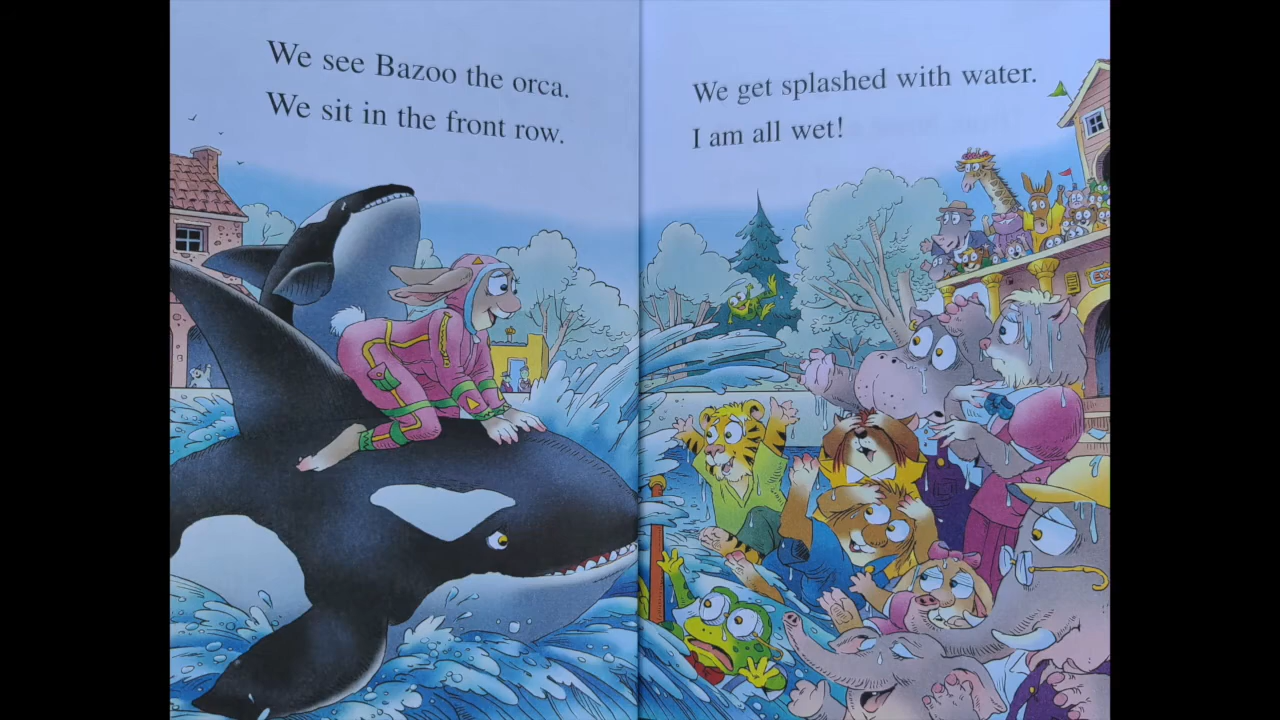 We see Bazoo the orca.
We sit in the front row.
We get splashed with water.
I am all wet!